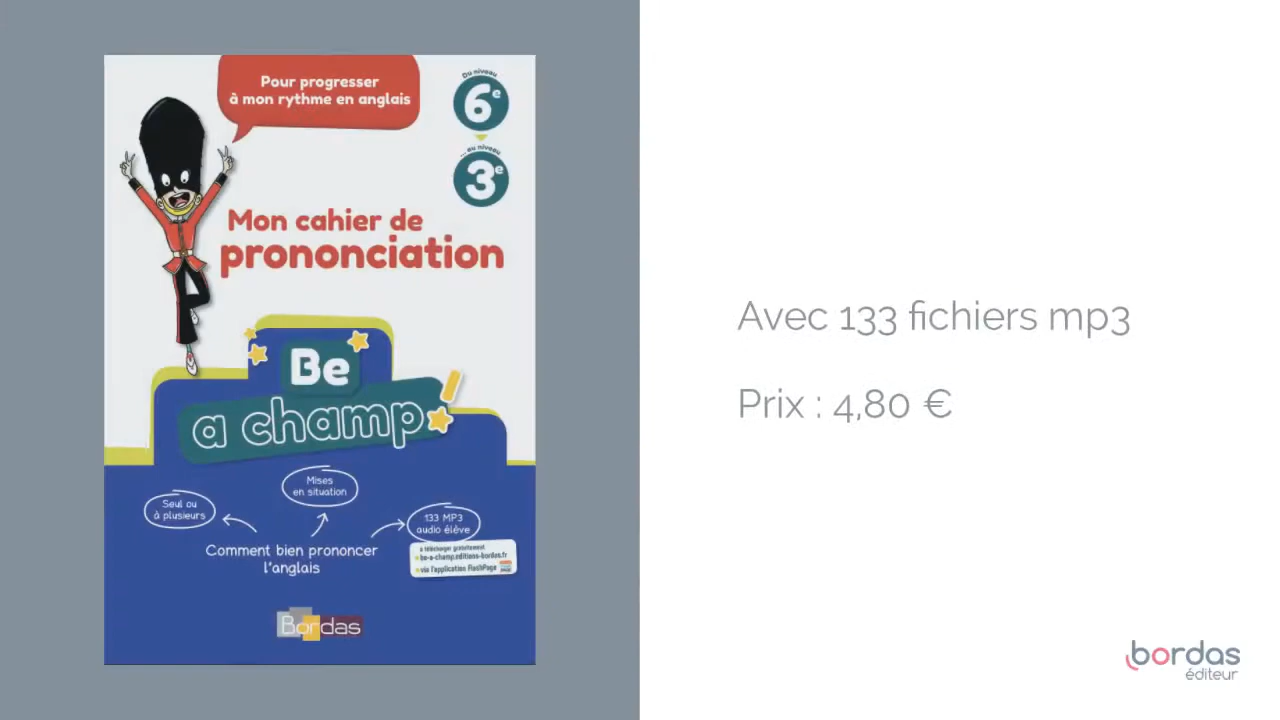 Pour progresser
à mon rythme en anglais
Du niveau
6e
... au niveau
3e
Mon cahier de
prononciation
Be
a champ!
Mises
en situation
Seul ou
à plusieurs
133 MP3
audio élève
à télécharger gratuitement
be-a-champ.editions-bordas.fr
via l'application FlashPage
Comment bien prononcer
l'anglais
Bordas
Avec 133 fichiers mp3
Prix : 4,80 €
bordas
éditeur